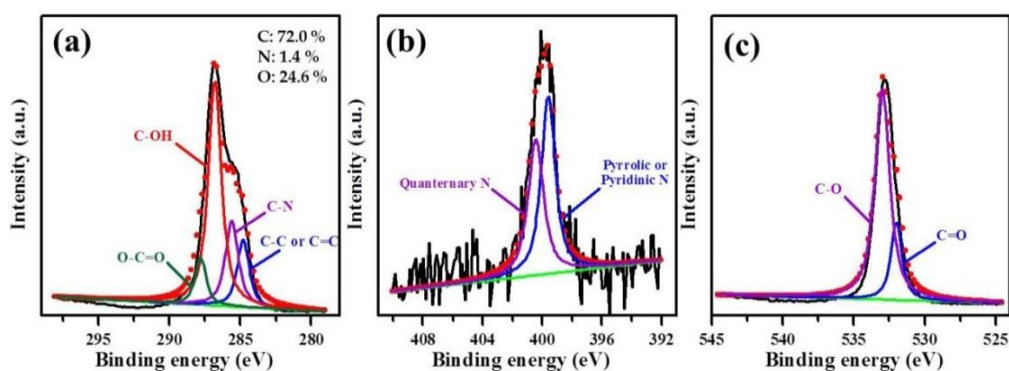 (a)
C: 72.0 %
N: 1.4 %
O: 24.6 %
C-OH
C-N
C-C or C=C
O-C=O
Intensity (a.u.)
295 290 285 280
Binding energy (eV)
(b)
Quanternary N
Pyrrolic or
Pyridinic N
Intensity (a.u.)
408 404 400 396 392
Binding energy (eV)
(c)
C-O
C=O
Intensity (a.u.)
545 540 535 530 525
Binding energy (eV)